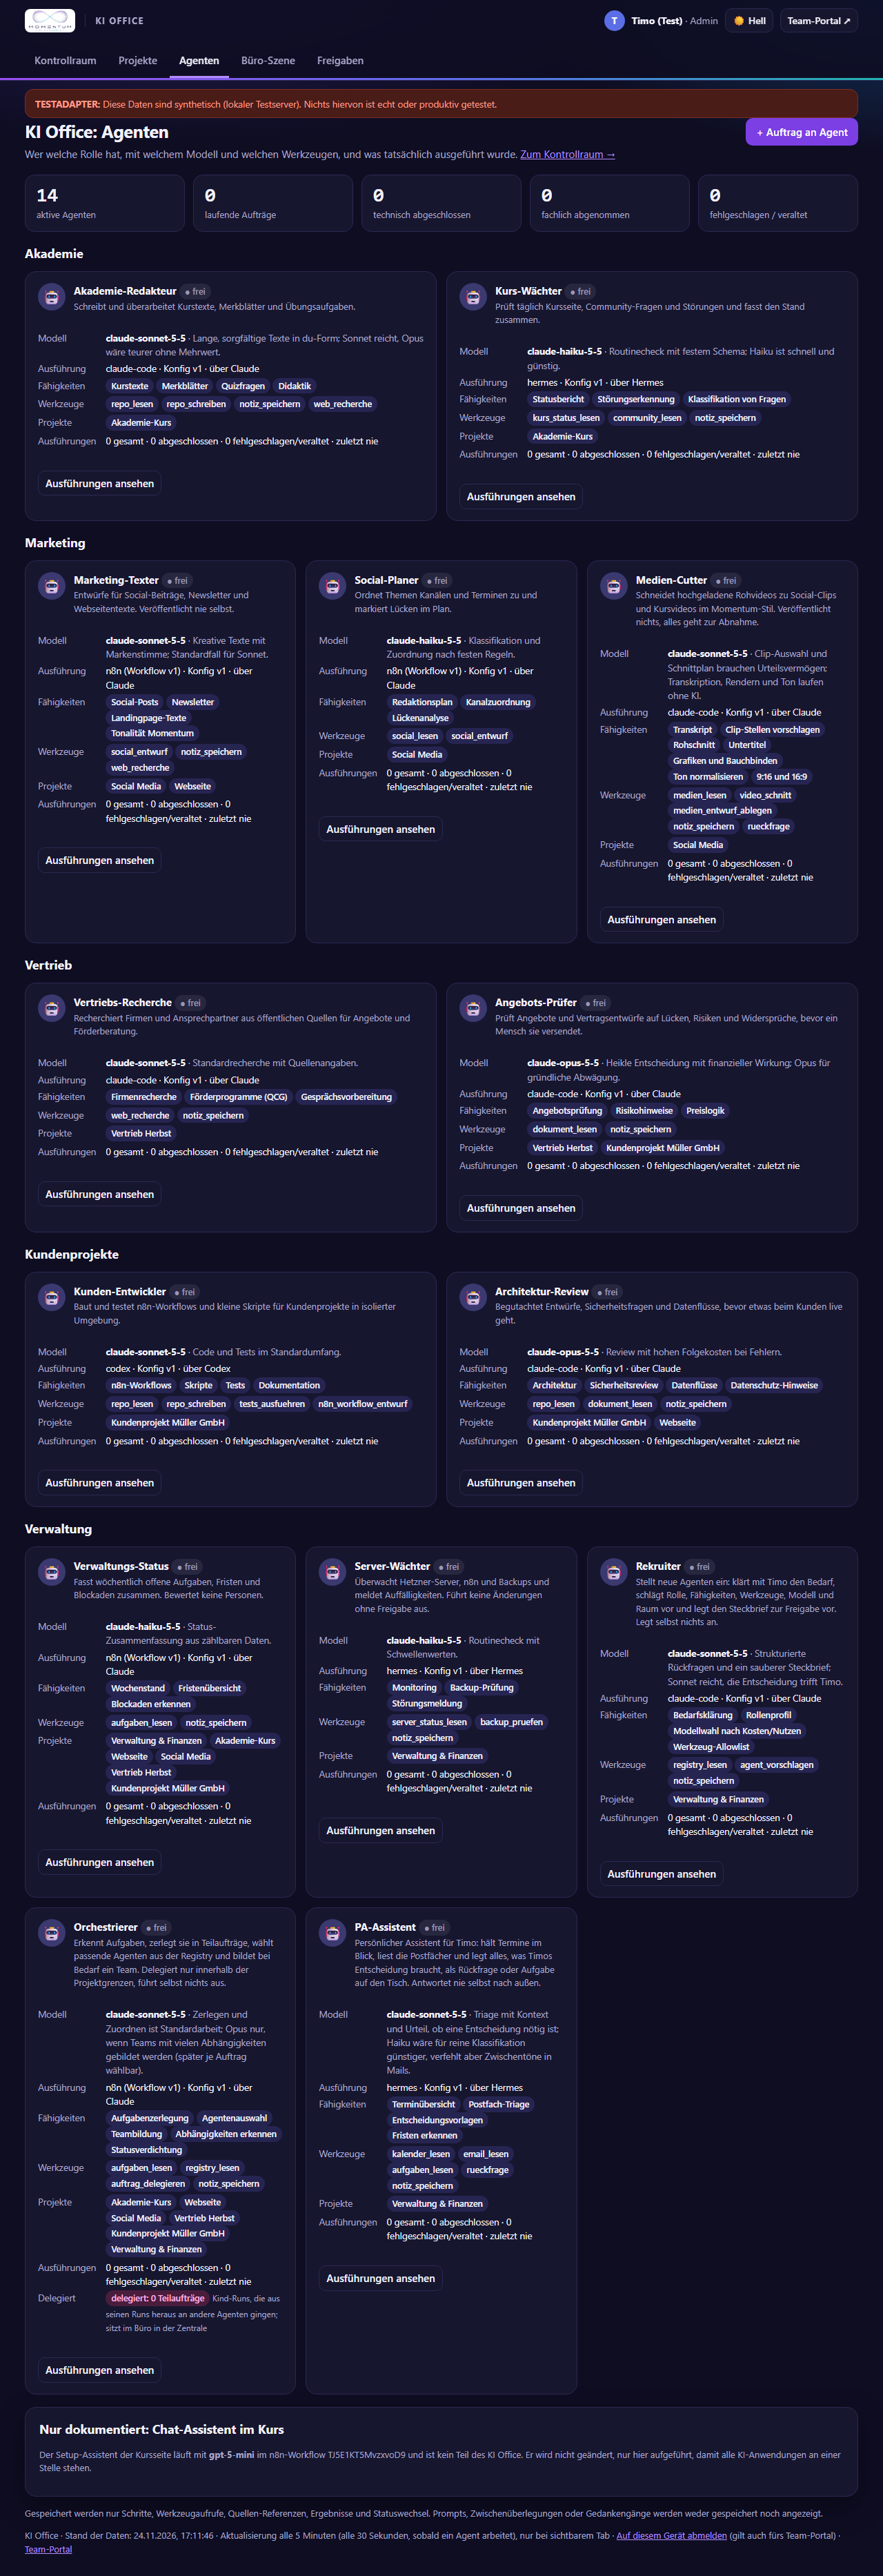 MOMENTUM
KI OFFICE
T Timo (Test) · Admin
Hell
Team-Portal ↗
Kontrollraum Projekte Agenten Büro-Szene Freigaben
TESTADAPTER: Diese Daten sind synthetisch (lokaler Testserver). Nichts hiervon ist echt oder produktiv getestet.
KI Office: Agenten
+ Auftrag an Agent
Wer welche Rolle hat, mit welchem Modell und welchen Werkzeugen, und was tatsächlich ausgeführt wurde. Zum Kontrollraum →
14
aktive Agenten
0
laufende Aufträge
0
technisch abgeschlossen
0
fachlich abgenommen
0
fehlgeschlagen / veraltet
Akademie
Akademie-Redakteur ● frei
Schreibt und überarbeitet Kurstexte, Merkblätter und Übungsaufgaben.
Modell claude-sonnet-5-5 · Lange, sorgfältige Texte in du-Form; Sonnet reicht, Opus
wäre teurer ohne Mehrwert.
Ausführung claude-code · Konfig v1 · über Claude
Fähigkeiten Kurstexte Merkblätter Quizfragen Didaktik
Werkzeuge repo_lesen repo_schreiben notiz_speichern web_recherche
Projekte Akademie-Kurs
Ausführungen 0 gesamt · 0 abgeschlossen · 0 fehlgeschlagen/veraltet · zuletzt nie
Ausführungen ansehen
Kurs-Wächter ● frei
Prüft täglich Kursseite, Community-Fragen und Störungen und fasst den Stand
zusammen.
Modell claude-haiku-5-5 · Routinecheck mit festem Schema; Haiku ist schnell und
günstig.
Ausführung hermes · Konfig v1 · über Hermes
Fähigkeiten Statusbericht Störungserkennung Klassifikation von Fragen
Werkzeuge kurs_status_lesen community_lesen notiz_speichern
Projekte Akademie-Kurs
Ausführungen 0 gesamt · 0 abgeschlossen · 0 fehlgeschlagen/veraltet · zuletzt nie
Ausführungen ansehen
Marketing
Marketing-Texter ● frei
Entwürfe für Social-Beiträge, Newsletter und
Webseitentexte. Veröffentlicht nie selbst.
Modell claude-sonnet-5-5 · Kreative Texte mit
Markenstimme; Standardfall für Sonnet.
Ausführung n8n (Workflow v1) · Konfig v1 · über
Claude
Fähigkeiten Social-Posts Newsletter
Landingpage-Texte
Tonalität Momentum
Werkzeuge social_entwurf notiz_speichern
web_recherche
Projekte Social Media Webseite
Ausführungen 0 gesamt · 0 abgeschlossen · 0
fehlgeschlagen/veraltet · zuletzt nie
Ausführungen ansehen
Social-Planer ● frei
Ordnet Themen Kanälen und Terminen zu und
markiert Lücken im Plan.
Modell claude-haiku-5-5 · Klassifikation und
Zuordnung nach festen Regeln.
Ausführung n8n (Workflow v1) · Konfig v1 · über
Claude
Fähigkeiten Redaktionsplan Kanalzuordnung
Lückenanalyse
Werkzeuge social_lesen social_entwurf
Projekte Social Media
Ausführungen 0 gesamt · 0 abgeschlossen · 0
fehlgeschlagen/veraltet · zuletzt nie
Ausführungen ansehen
Medien-Cutter ● frei
Schneidet hochgeladene Rohvideos zu Social-Clips
und Kursvideos im Momentum-Stil. Veröffentlicht
nichts, alles geht zur Abnahme.
Modell claude-sonnet-5-5 · Clip-Auswahl und
Schnittplan brauchen Urteilsvermögen;
Transkription, Rendern und Ton laufen
ohne KI.
Ausführung claude-code · Konfig v1 · über Claude
Fähigkeiten Transkript Clip-Stellen vorschlagen
Rohschnitt Untertitel
Grafiken und Bauchbinden
Ton normalisieren 9:16 und 16:9
Werkzeuge medien_lesen video_schnitt
medien_entwurf_ablegen
notiz_speichern rueckfrage
Projekte Social Media
Ausführungen 0 gesamt · 0 abgeschlossen · 0
fehlgeschlagen/veraltet · zuletzt nie
Ausführungen ansehen
Vertrieb
Vertriebs-Recherche ● frei
Recherchiert Firmen und Ansprechpartner aus öffentlichen Quellen für Angebote und
Förderberatung.
Modell claude-sonnet-5-5 · Standardrecherche mit Quellenangaben.
Ausführung claude-code · Konfig v1 · über Claude
Fähigkeiten Firmenrecherche Förderprogramme (QCG) Gesprächsvorbereitung
Werkzeuge web_recherche notiz_speichern
Projekte Vertrieb Herbst
Ausführungen 0 gesamt · 0 abgeschlossen · 0 fehlgeschlagen/veraltet · zuletzt nie
Ausführungen ansehen
Angebots-Prüfer ● frei
Prüft Angebote und Vertragsentwürfe auf Lücken, Risiken und Widersprüche, bevor ein
Mensch sie versendet.
Modell claude-opus-5-5 · Heikle Entscheidung mit finanzieller Wirkung; Opus für
gründliche Abwägung.
Ausführung claude-code · Konfig v1 · über Claude
Fähigkeiten Angebotsprüfung Risikohinweise Preislogik
Werkzeuge dokument_lesen notiz_speichern
Projekte Vertrieb Herbst Kundenprojekt Müller GmbH
Ausführungen 0 gesamt · 0 abgeschlossen · 0 fehlgeschlagen/veraltet · zuletzt nie
Ausführungen ansehen
Kundenprojekte
Kunden-Entwickler ● frei
Baut und testet n8n-Workflows und kleine Skripte für Kundenprojekte in isolierter
Umgebung.
Modell claude-sonnet-5-5 · Code und Tests im Standardumfang.
Ausführung codex · Konfig v1 · über Codex
Fähigkeiten n8n-Workflows Skripte Tests Dokumentation
Werkzeuge repo_lesen repo_schreiben tests_ausfuehren n8n_workflow_entwurf
Projekte Kundenprojekt Müller GmbH
Ausführungen 0 gesamt · 0 abgeschlossen · 0 fehlgeschlagen/veraltet · zuletzt nie
Ausführungen ansehen
Architektur-Review ● frei
Begutachtet Entwürfe, Sicherheitsfragen und Datenflüsse, bevor etwas beim Kunden live
geht.
Modell claude-opus-5-5 · Review mit hohen Folgekosten bei Fehlern.
Ausführung claude-code · Konfig v1 · über Claude
Fähigkeiten Architektur Sicherheitsreview Datenflüsse Datenschutz-Hinweise
Werkzeuge repo_lesen dokument_lesen notiz_speichern
Projekte Kundenprojekt Müller GmbH Webseite
Ausführungen 0 gesamt · 0 abgeschlossen · 0 fehlgeschlagen/veraltet · zuletzt nie
Ausführungen ansehen
Verwaltung
Verwaltungs-Status ● frei
Fasst wöchentlich offene Aufgaben, Fristen und
Blockaden zusammen. Bewertet keine Personen.
Modell claude-haiku-5-5 · Status-
Zusammenfassung aus zählbaren Daten.
Ausführung n8n (Workflow v1) · Konfig v1 · über
Claude
Fähigkeiten Wochenstand Fristenübersicht
Blockaden erkennen
Werkzeuge aufgaben_lesen notiz_speichern
Projekte Verwaltung & Finanzen Akademie-Kurs
Webseite Social Media
Vertrieb Herbst
Kundenprojekt Müller GmbH
Ausführungen 0 gesamt · 0 abgeschlossen · 0
fehlgeschlagen/veraltet · zuletzt nie
Ausführungen ansehen
Server-Wächter ● frei
Überwacht Hetzner-Server, n8n und Backups und
meldet Auffälligkeiten. Führt keine Änderungen
ohne Freigabe aus.
Modell claude-haiku-5-5 · Routinecheck mit
Schwellenwerten.
Ausführung hermes · Konfig v1 · über Hermes
Fähigkeiten Monitoring Backup-Prüfung
Störungsmeldung
Werkzeuge server_status_lesen backup_pruefen
notiz_speichern
Projekte Verwaltung & Finanzen
Ausführungen 0 gesamt · 0 abgeschlossen · 0
fehlgeschlagen/veraltet · zuletzt nie
Ausführungen ansehen
Rekruiter ● frei
Stellt neue Agenten ein: klärt mit Timo den Bedarf,
schlägt Rolle, Fähigkeiten, Werkzeuge, Modell und
Raum vor und legt den Steckbrief zur Freigabe vor.
Legt selbst nichts an.
Modell claude-sonnet-5-5 · Strukturierte
Rückfragen und ein sauberer Steckbrief;
Sonnet reicht, die Entscheidung trifft Timo.
Ausführung claude-code · Konfig v1 · über Claude
Fähigkeiten Bedarfsklärung Rollenprofil
Modellwahl nach Kosten/Nutzen
Werkzeug-Allowlist
Werkzeuge registry_lesen agent_vorschlagen
notiz_speichern
Projekte Verwaltung & Finanzen
Ausführungen 0 gesamt · 0 abgeschlossen · 0
fehlgeschlagen/veraltet · zuletzt nie
Ausführungen ansehen
Orchestrierer ● frei
Erkennt Aufgaben, zerlegt sie in Teilaufträge, wählt
passende Agenten aus der Registry und bildet bei
Bedarf ein Team. Delegiert nur innerhalb der
Projektgrenzen, führt selbst nichts aus.
Modell claude-sonnet-5-5 · Zerlegen und
Zuordnen ist Standardarbeit; Opus nur,
wenn Teams mit vielen Abhängigkeiten
gebildet werden (später je Auftrag
wählbar).
Ausführung n8n (Workflow v1) · Konfig v1 · über
Claude
Fähigkeiten Aufgabenzerlegung Agentenauswahl
Teambildung Abhängigkeiten erkennen
Statusverdichtung
Werkzeuge aufgaben_lesen registry_lesen
auftrag_delegieren notiz_speichern
Projekte Akademie-Kurs Webseite
Social Media Vertrieb Herbst
Kundenprojekt Müller GmbH
Verwaltung & Finanzen
Ausführungen 0 gesamt · 0 abgeschlossen · 0
fehlgeschlagen/veraltet · zuletzt nie
Delegiert delegiert: 0 Teilaufträge Kind-Runs, die aus
seinen Runs heraus an andere Agenten gingen;
sitzt im Büro in der Zentrale
Ausführungen ansehen
PA-Assistent ● frei
Persönlicher Assistent für Timo: hält Termine im
Blick, liest die Postfächer und legt alles, was Timos
Entscheidung braucht, als Rückfrage oder Aufgabe
auf den Tisch. Antwortet nie selbst nach außen.
Modell claude-sonnet-5-5 · Triage mit Kontext
und Urteil, ob eine Entscheidung nötig ist;
Haiku wäre für reine Klassifikation
günstiger, verfehlt aber Zwischentöne in
Mails.
Ausführung hermes · Konfig v1 · über Hermes
Fähigkeiten Terminübersicht Postfach-Triage
Entscheidungsvorlagen
Fristen erkennen
Werkzeuge kalender_lesen email_lesen
aufgaben_lesen rueckfrage
notiz_speichern
Projekte Verwaltung & Finanzen
Ausführungen 0 gesamt · 0 abgeschlossen · 0
fehlgeschlagen/veraltet · zuletzt nie
Ausführungen ansehen
Nur dokumentiert: Chat-Assistent im Kurs
Der Setup-Assistent der Kursseite läuft mit gpt-5-mini im n8n-Workflow TJ5E1KT5MvzxvoD9 und ist kein Teil des KI Office. Er wird nicht geändert, nur hier aufgeführt, damit alle KI-Anwendungen an einer
Stelle stehen.
Gespeichert werden nur Schritte, Werkzeugaufrufe, Quellen-Referenzen, Ergebnisse und Statuswechsel. Prompts, Zwischenüberlegungen oder Gedankengänge werden weder gespeichert noch angezeigt.
KI Office · Stand der Daten: 24.11.2026, 17:11:46 · Aktualisierung alle 5 Minuten (alle 30 Sekunden, sobald ein Agent arbeitet), nur bei sichtbarem Tab · Auf diesem Gerät abmelden (gilt auch fürs Team-Portal) ·
Team-Portal